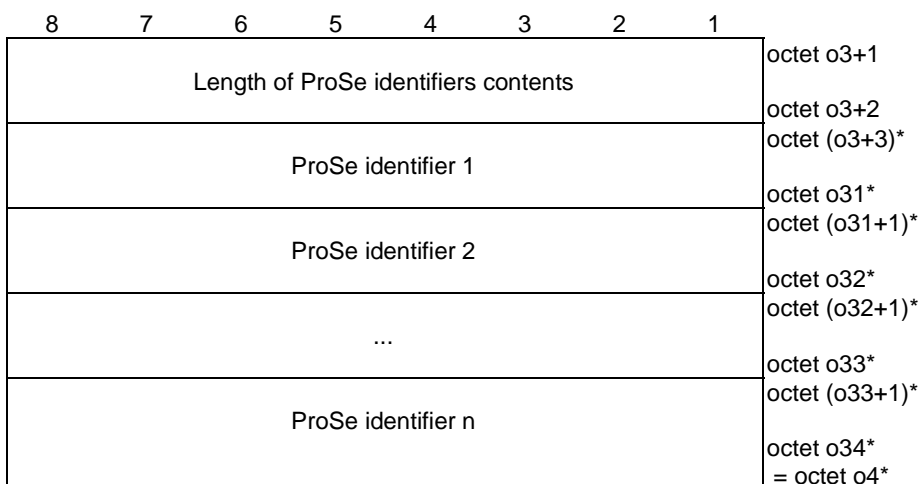 8 7 6 5 4 3 2 1
octet o3+1
Length of ProSe identifiers contents
octet o3+2
octet (o3+3)*
ProSe identifier 1
octet o31*
octet (o31+1)*
ProSe identifier 2
octet o32*
octet (o32+1)*
...
octet o33*
octet (o33+1)*
ProSe identifier n
octet o34*
= octet o4*